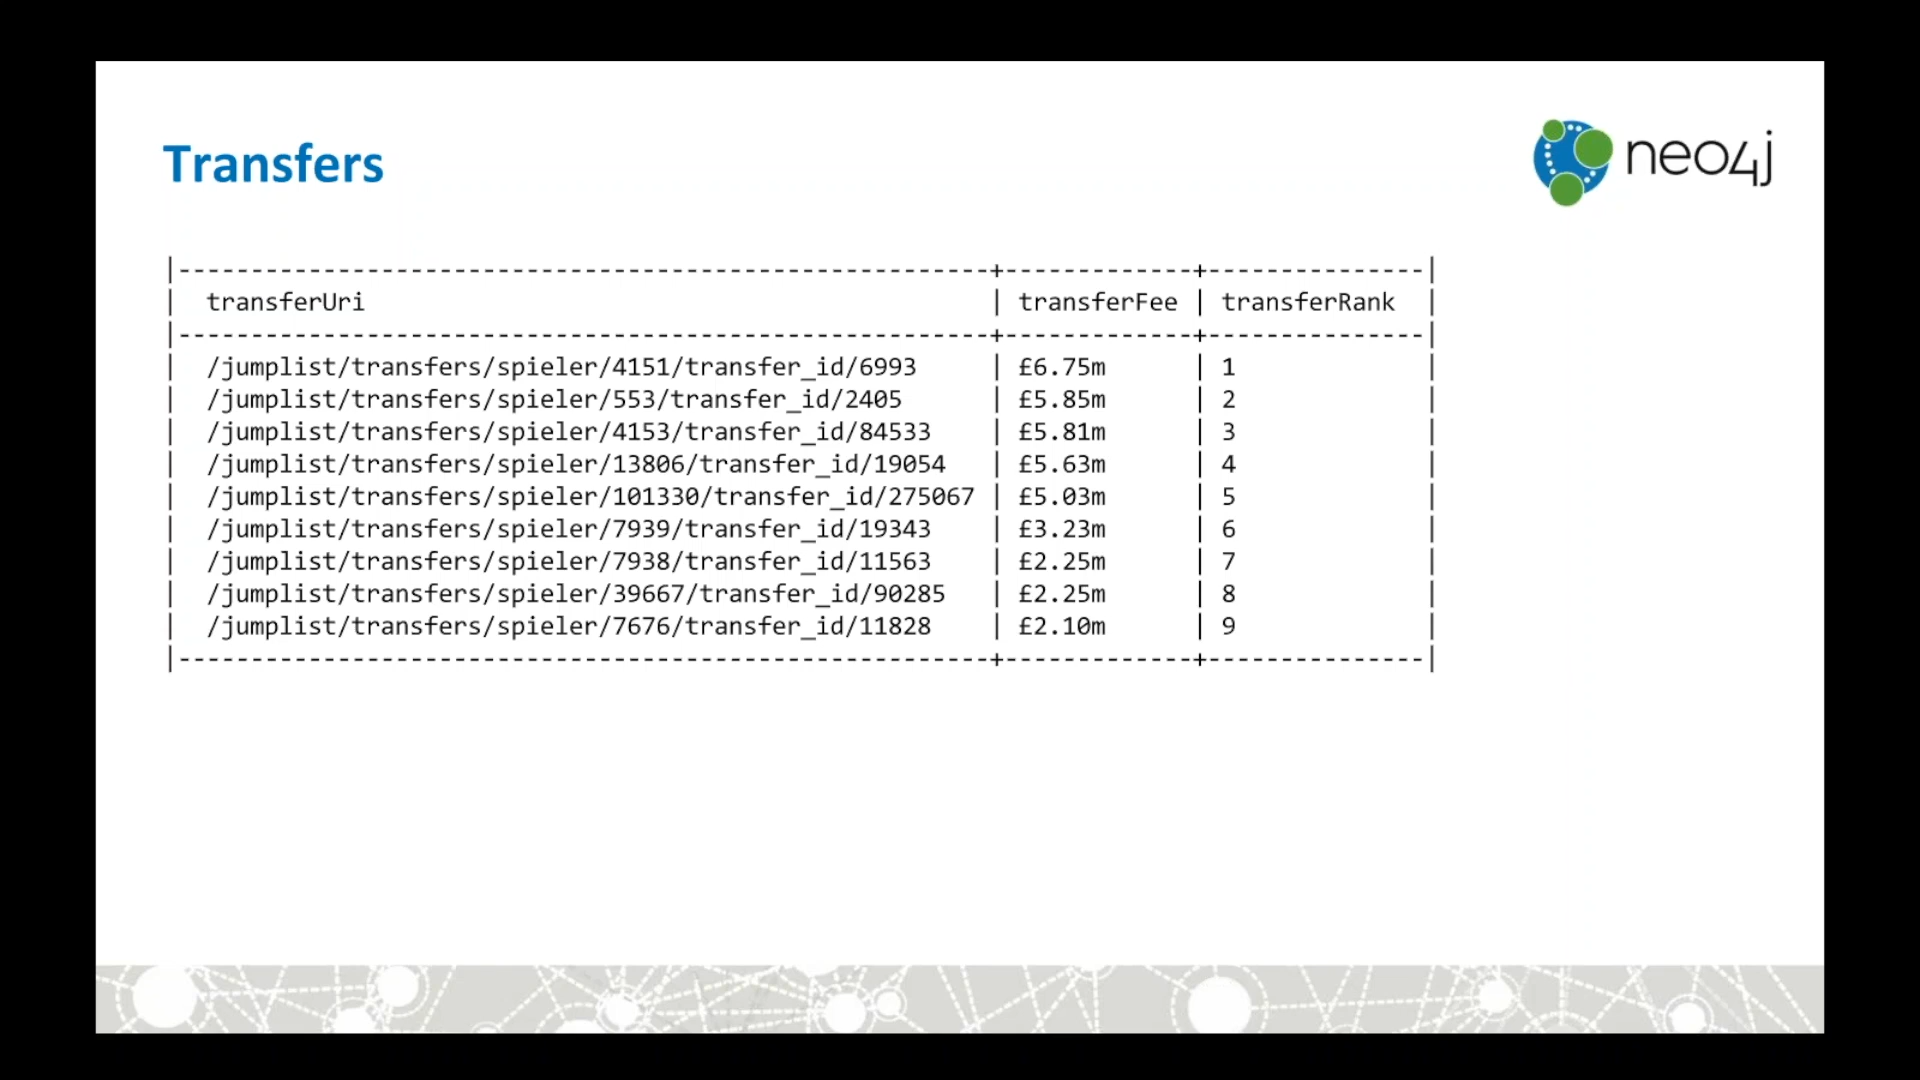 Transfers
neo4j
|---------------------------------------------------------+-------------+---------------|
| transferUri | transferFee | transferRank |
|---------------------------------------------------------+-------------+---------------|
| /jumplist/transfers/spieler/4151/transfer_id/6993 | £6.75m | 1 |
| /jumplist/transfers/spieler/553/transfer_id/2405 | £5.85m | 2 |
| /jumplist/transfers/spieler/4153/transfer_id/84533 | £5.81m | 3 |
| /jumplist/transfers/spieler/13806/transfer_id/19054 | £5.63m | 4 |
| /jumplist/transfers/spieler/101330/transfer_id/275067 | £5.03m | 5 |
| /jumplist/transfers/spieler/7939/transfer_id/19343 | £3.23m | 6 |
| /jumplist/transfers/spieler/7938/transfer_id/11563 | £2.25m | 7 |
| /jumplist/transfers/spieler/39667/transfer_id/90285 | £2.25m | 8 |
| /jumplist/transfers/spieler/7676/transfer_id/11828 | £2.10m | 9 |
|---------------------------------------------------------+-------------+---------------|